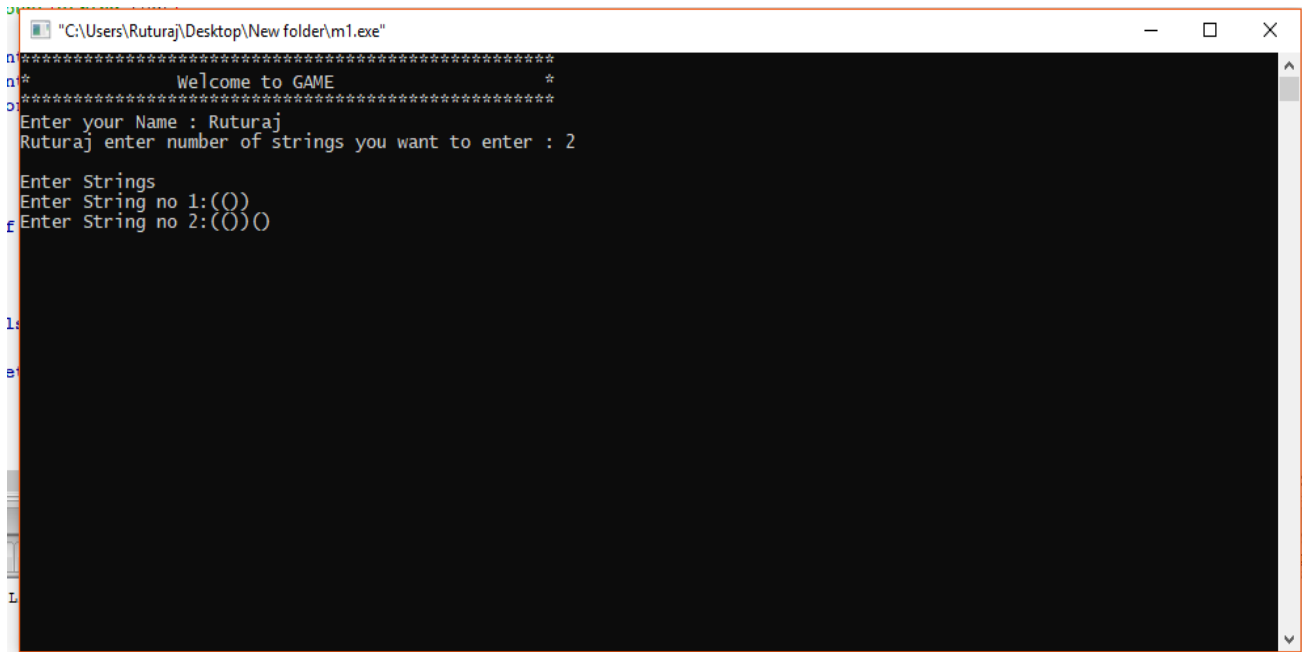 "C:\Users\Ruturaj\Desktop\New folder\m1.exe"
***************************************************
* Welcome to GAME *
***************************************************
Enter your Name : Ruturaj
Ruturaj enter number of strings you want to enter : 2
Enter Strings
Enter String no 1:(())
Enter String no 2:(())()